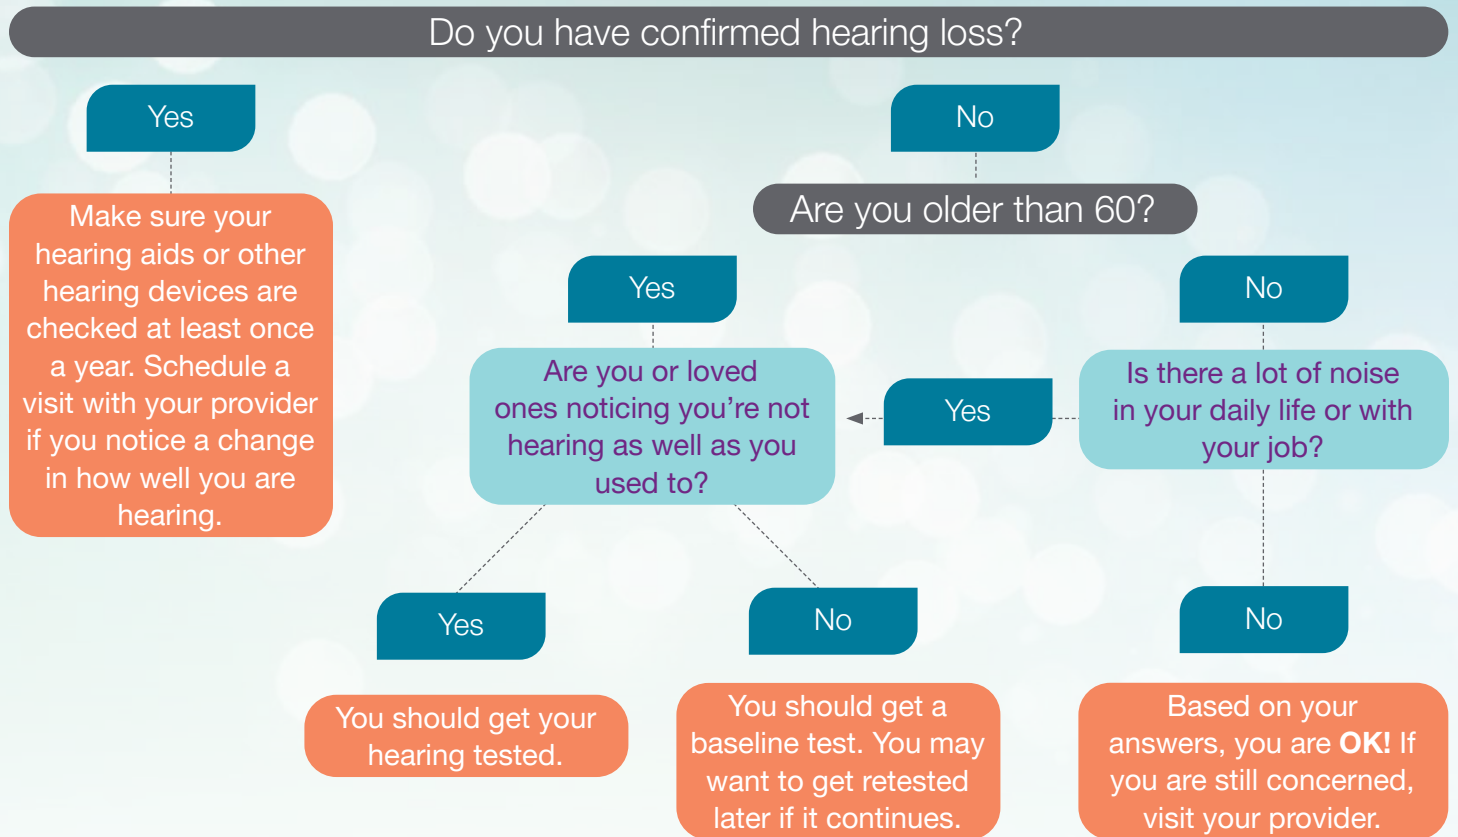 Do you have confirmed hearing loss?
Yes
Make sure your
hearing aids or other
hearing devices are
checked at least once
a year. Schedule a
visit with your provider
if you notice a change
in how well you are
hearing.
No
Are you older than 60?
Yes
Are you or loved
ones noticing you’re not
hearing as well as you
used to?
Yes
No
Is there a lot of noise
in your daily life or with
your job?
Yes
You should get your
hearing tested.
No
You should get a
baseline test. You may
want to get retested
later if it continues.
No
Based on your
answers, you are OK! If
you are still concerned,
visit your provider.